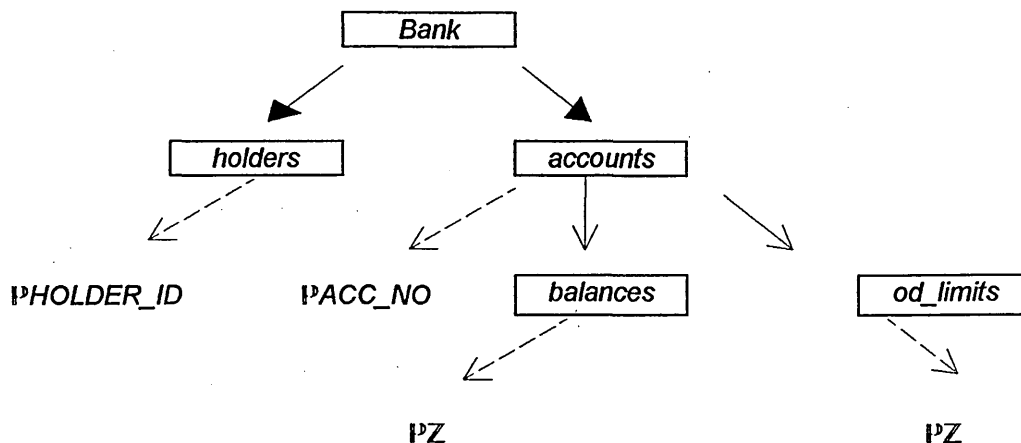 Bank
holders accounts
ℙHOLDER_ID ℙACC_NO balances od_limits
ℙℤ ℙℤ